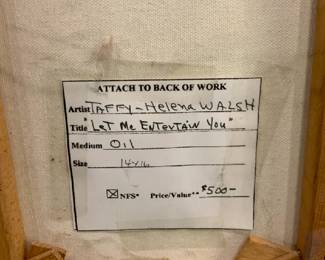 ATTACH TO BACK OF WORK
Artist TAFFY-Helena WALSH
Title "Let Me Entertain You"
Medium Oil
Size 14x16
☒ NFS* Price/Value** $500-